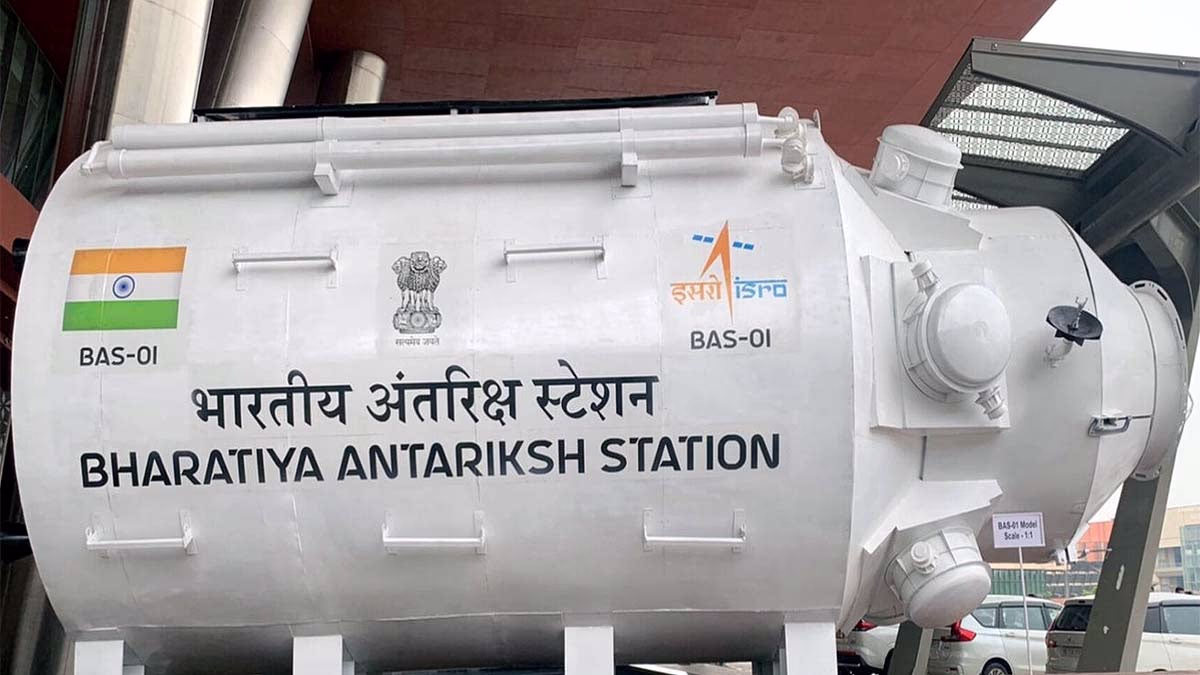 BAS-01
सत्यमेव जयते
इसरो isro
BAS-01
भारतीय अंतरिक्ष स्टेशन
BHARATIYA ANTARIKSH STATION
BAS-01 Model
Scale - 1:1